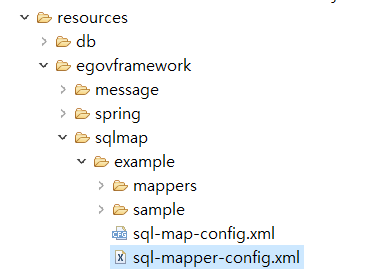 resources
db
egovframework
message
spring
sqlmap
example
mappers
sample
sql-map-config.xml
sql-mapper-config.xml